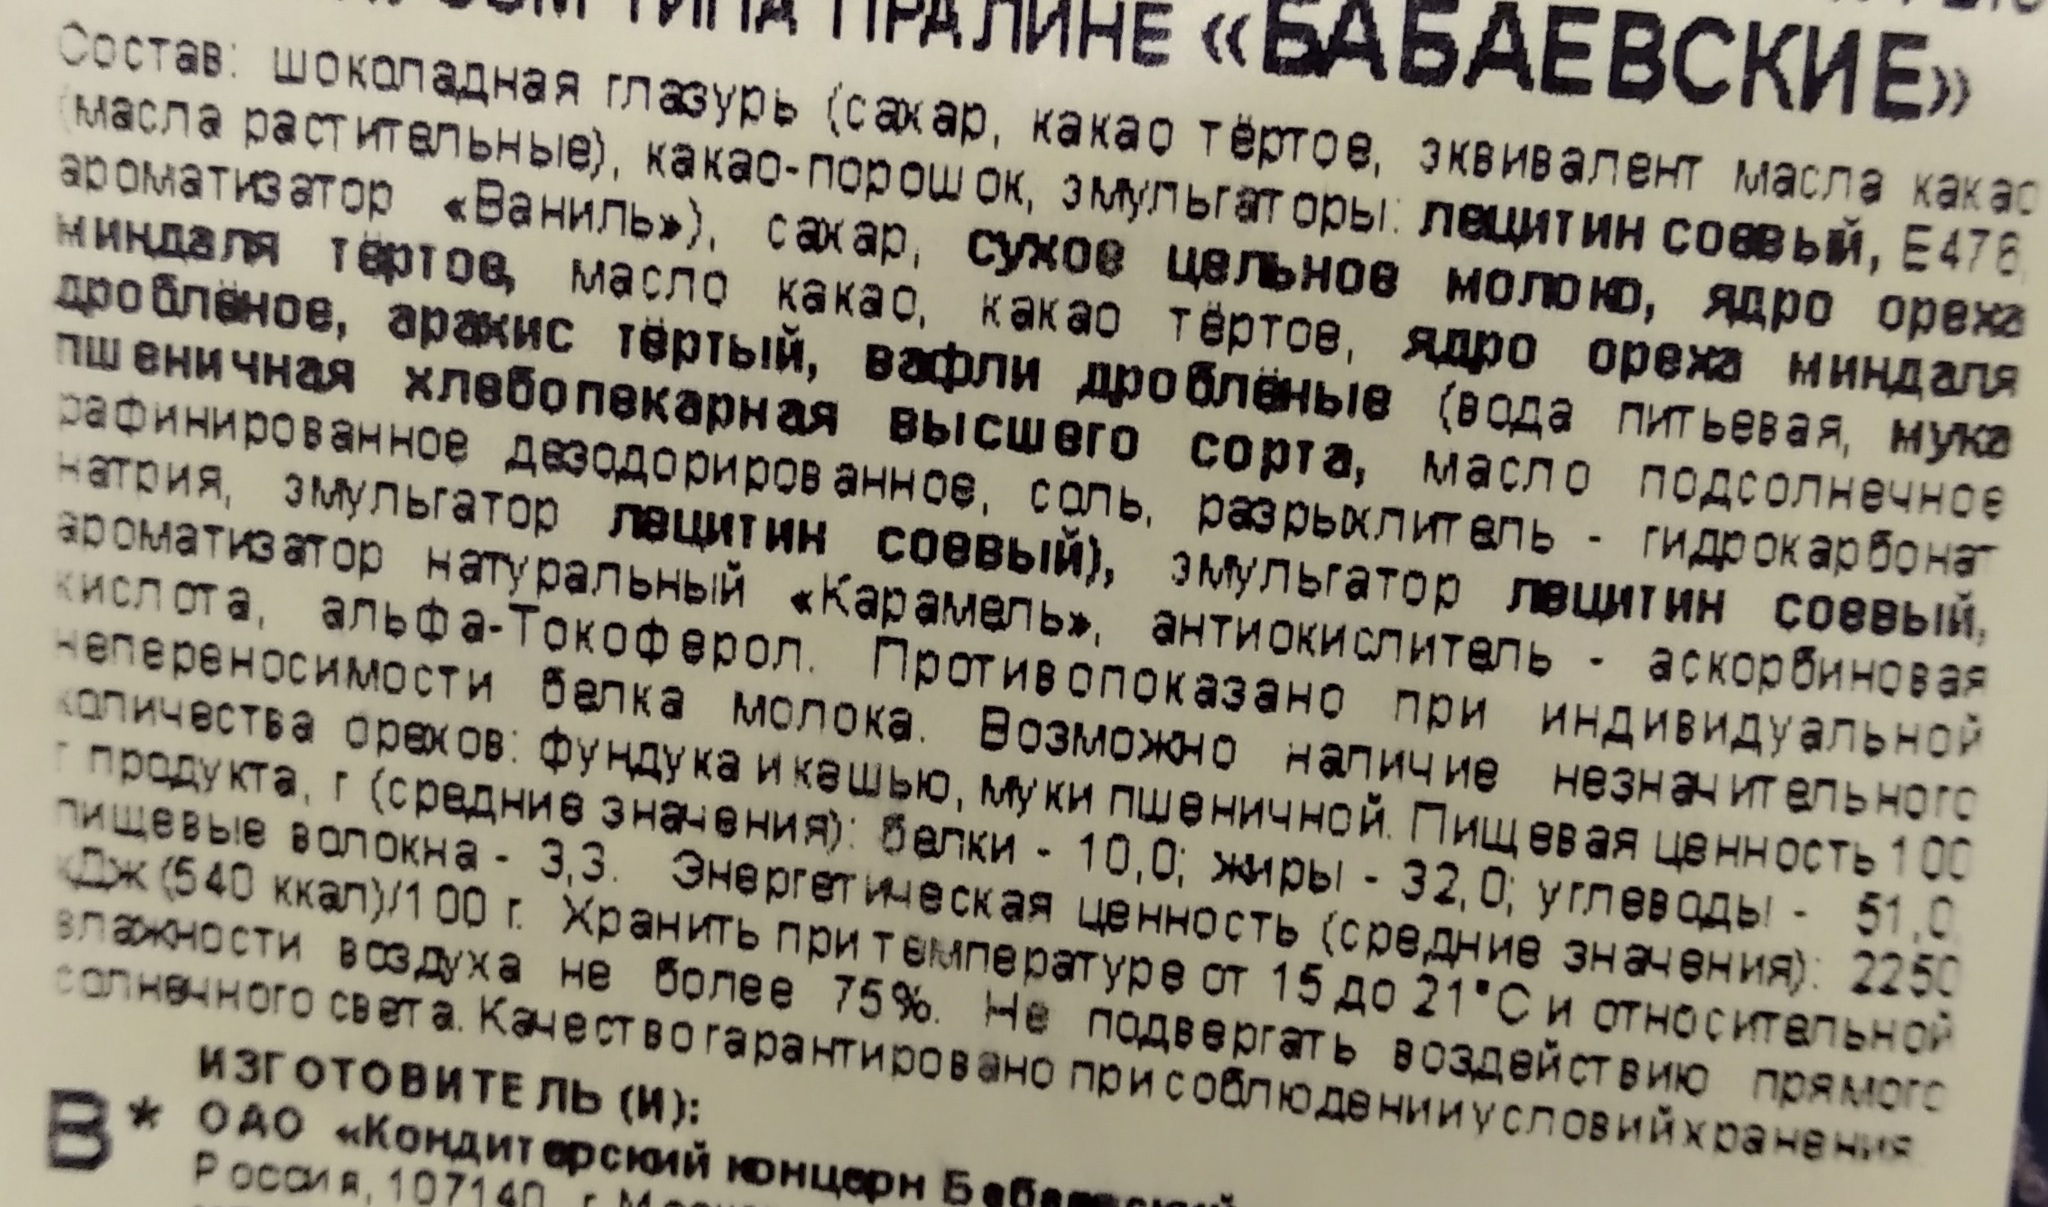 ТИПА ПРАЛИНЕ «БАБАЕВСКИЕ»
Состав: шоколадная глазурь (сахар, какао тёртое, эквивалент масла какао
(масла растительные), какао-порошок, эмульгаторы: лецитин соевый, Е476,
ароматизатор «Ваниль»), сахар, сухое цельное молоко, ядро ореха
миндаля тёртое, масло какао, какао тёртое, ядро ореха миндаля
дроблёное, арахис тёртый, вафли дроблёные (вода питьевая, мука
пшеничная хлебопекарная высшего сорта, масло подсолнечное
рафинированное дезодорированное, соль, разрыхлитель - гидрокарбонат
натрия, эмульгатор лецитин соевый), эмульгатор лецитин соевый,
ароматизатор натуральный «Карамель», антиокислитель - аскорбиновая
кислота, альфа-Токоферол. Противопоказано при индивидуальной
непереносимости белка молока. Возможно наличие незначительного
количества орехов: фундука и кешью, муки пшеничной. Пищевая ценность 100
г продукта, г (средние значения): белки - 10,0; жиры - 32,0; углеводы - 51,0,
пищевые волокна - 3,3. Энергетическая ценность (средние значения): 2250
кДж (540 ккал)/100 г. Хранить при температуре от 15 до 21°С и относительной
влажности воздуха не более 75%. Не подвергать воздействию прямого
солнечного света. Качество гарантировано при соблюдении условий хранения.
ИЗГОТОВИТЕЛЬ (И):
В* ОАО «Кондитерский концерн Бабаевский
Россия, 107140, г.